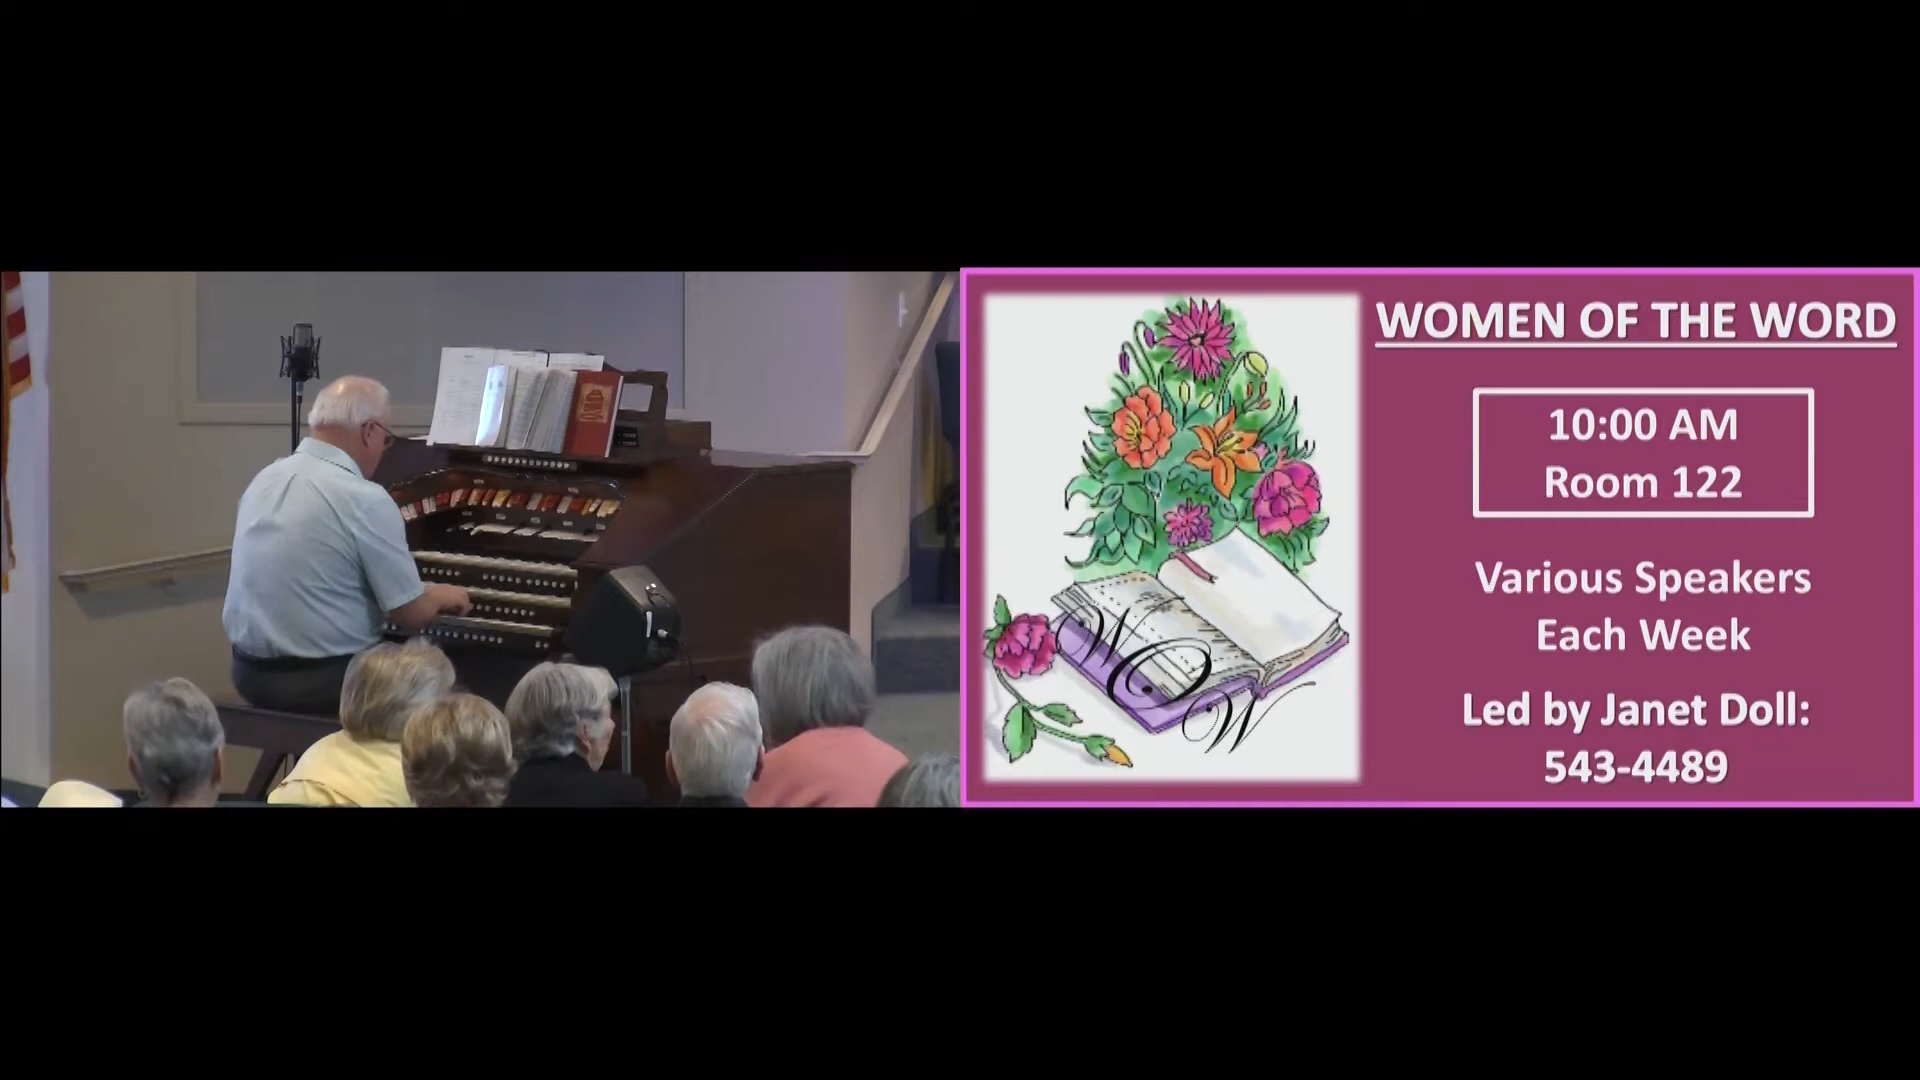 WOMEN OF THE WORD
10:00 AM
Room 122
Various Speakers
Each Week
Led by Janet Doll:
543-4489
WOW